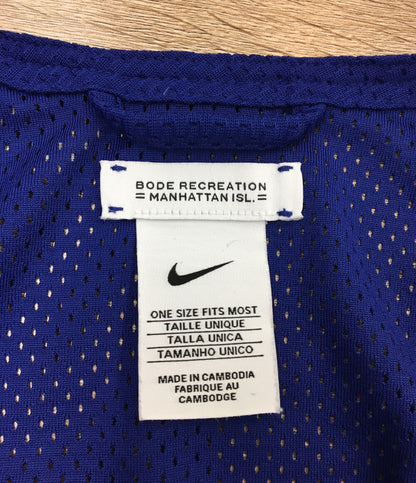 BODE RECREATION
=MANHATTAN ISL.=
ONE SIZE FITS MOST
TAILLE UNIQUE
TALLA UNICA
TAMANHO UNICO
MADE IN CAMBODIA
FABRIQUE AU
CAMBODGE